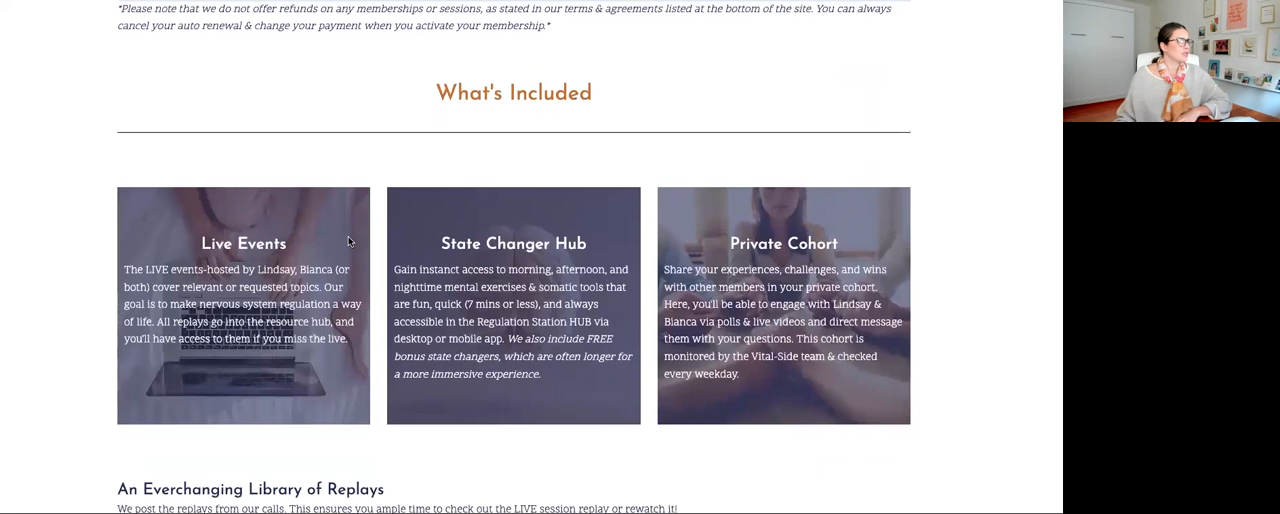 *Please note that we do not offer refunds on any memberships or sessions, as stated in our terms & agreements listed at the bottom of the site. You can always
cancel your auto renewal & change your payment when you activate your membership.*
What's Included
Live Events
The LIVE events-hosted by Lindsay, Bianca (or
both) cover relevant or requested topics. Our
goal is to make nervous system regulation a way
of life. All replays go into the resource hub, and
you'll have access to them if you miss the live.
State Changer Hub
Gain instanct access to morning, afternoon, and
nighttime mental exercises & somatic tools that
are fun, quick (7 mins or less), and always
accessible in the Regulation Station HUB via
desktop or mobile app. We also include FREE
bonus state changers, which are often longer for
a more immersive experience.
Private Cohort
Share your experiences, challenges, and wins
with other members in your private cohort.
Here, you'll be able to engage with Lindsay &
Bianca via polls & live videos and direct message
them with your questions. This cohort is
monitored by the Vital-Side team & checked
every weekday.
An Everchanging Library of Replays
We post the replays from our calls. This ensures you ample time to check out the LIVE session replay or rewatch it!